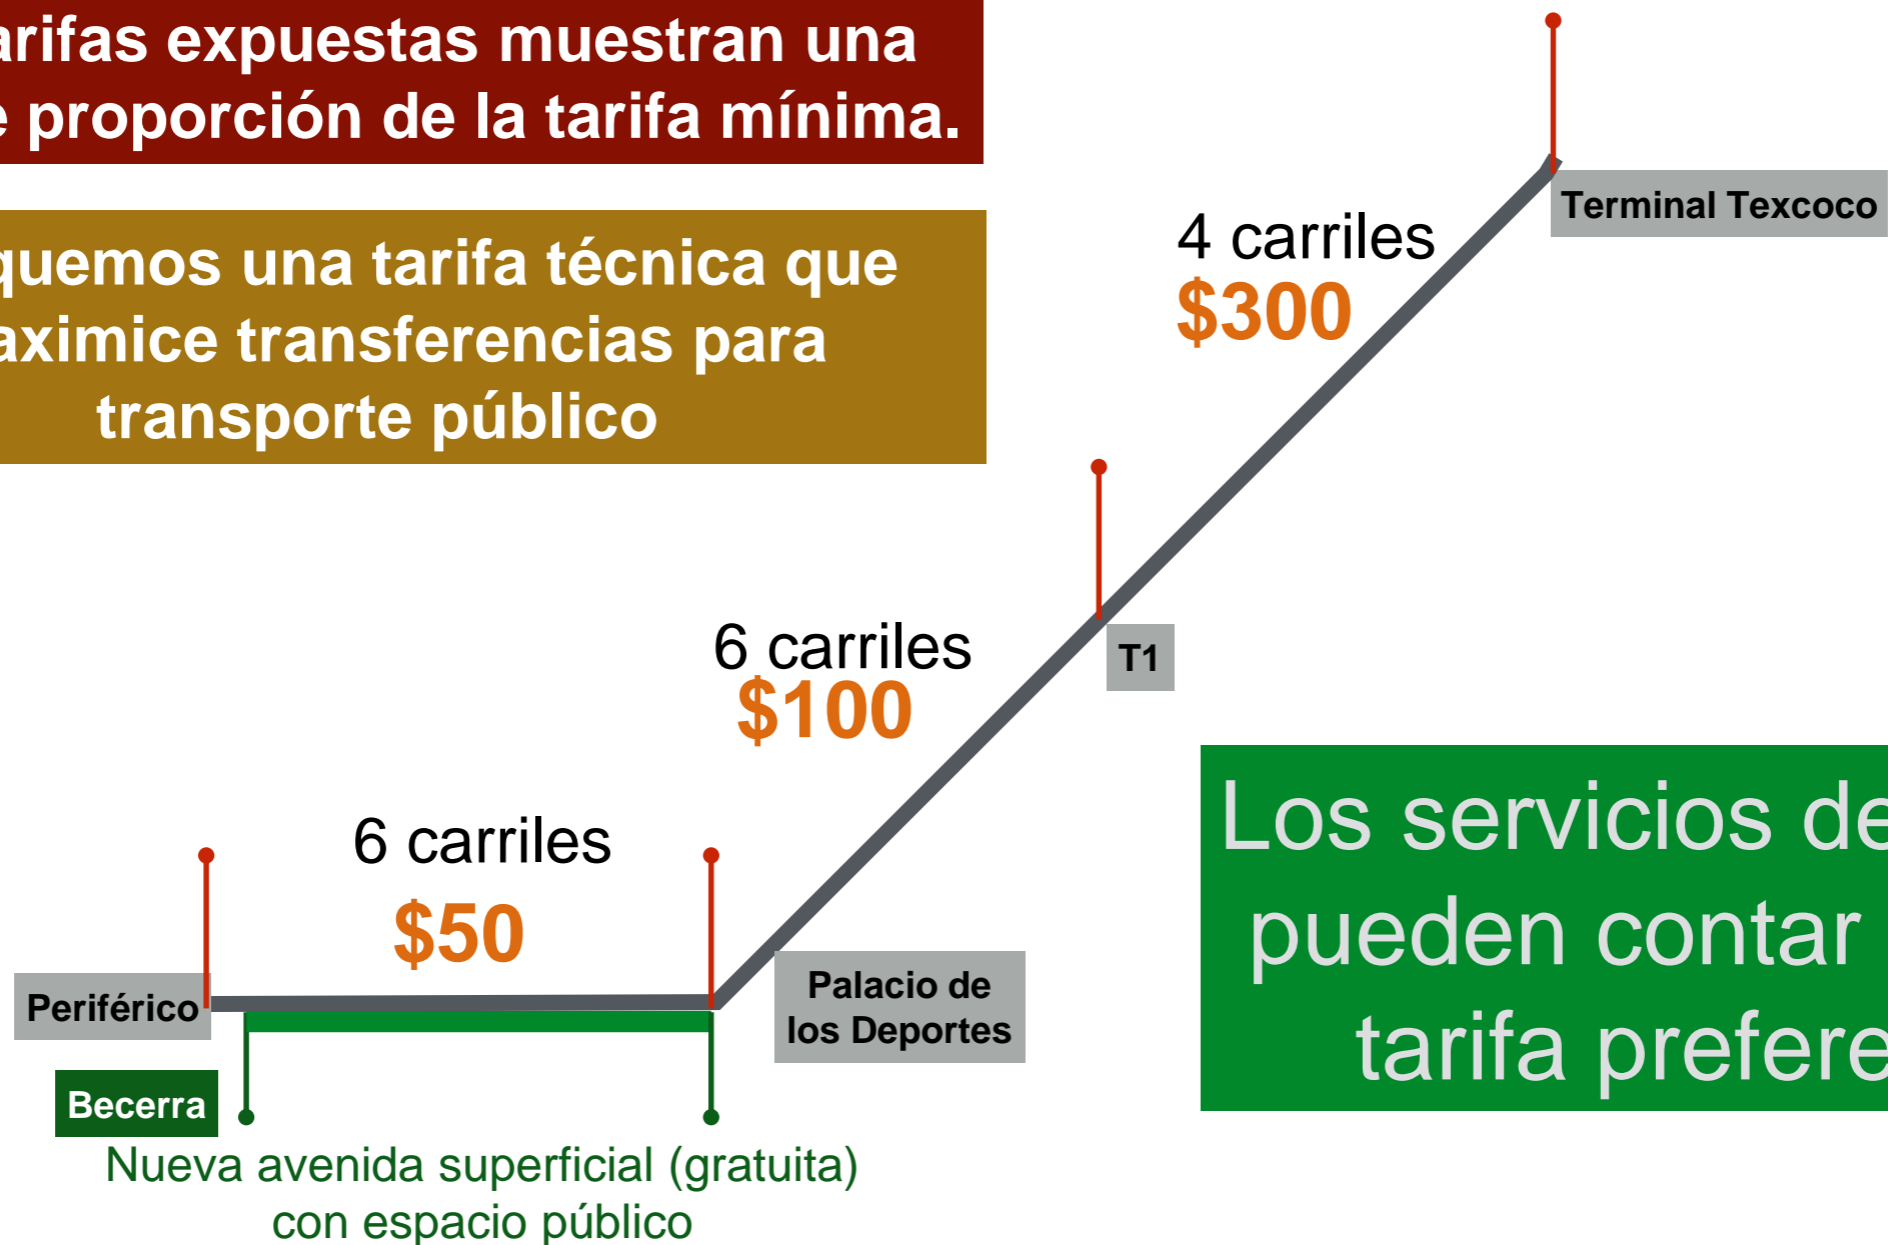 arifas expuestas muestran una
e proporción de la tarifa mínima.
quemos una tarifa técnica que
aximice transferencias para
transporte público
Terminal Texcoco
4 carriles
$300
T1
6 carriles
$100
6 carriles
$50
Periférico
Palacio de
los Deportes
Becerra
Nueva avenida superficial (gratuita)
con espacio público
Los servicios de
pueden contar
tarifa prefere